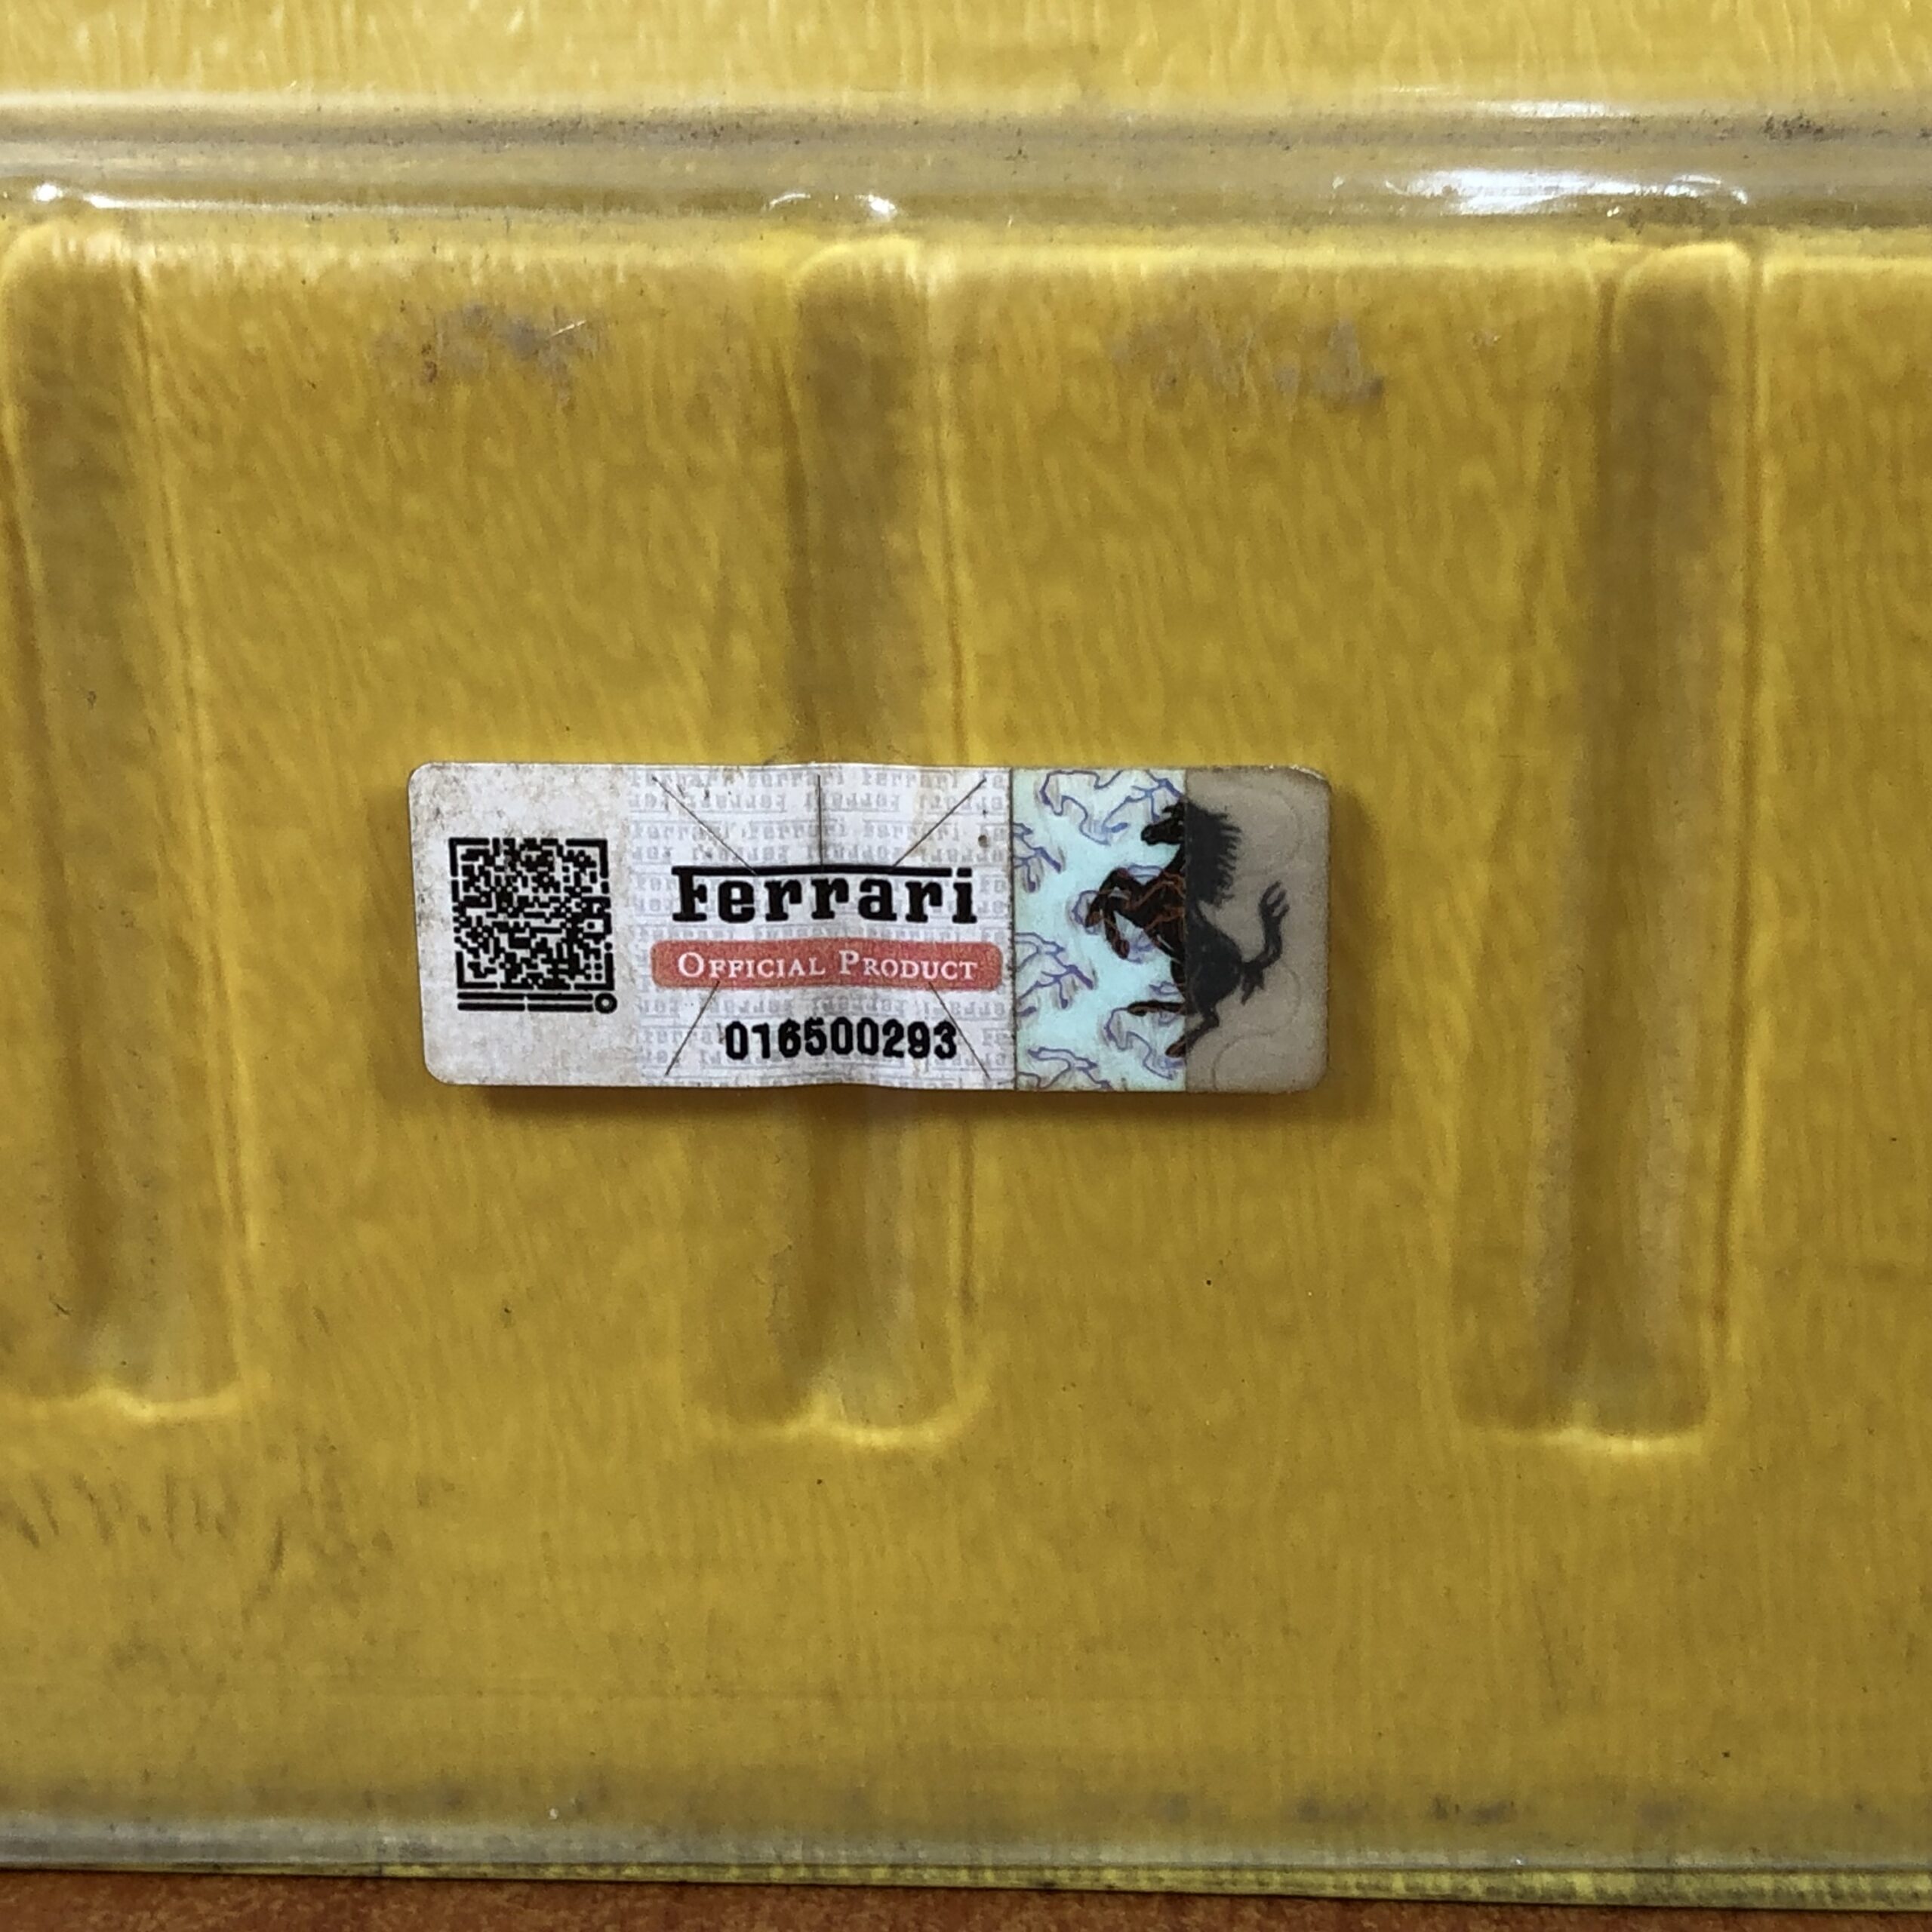 Ferrari
OFFICIAL PRODUCT
016500293